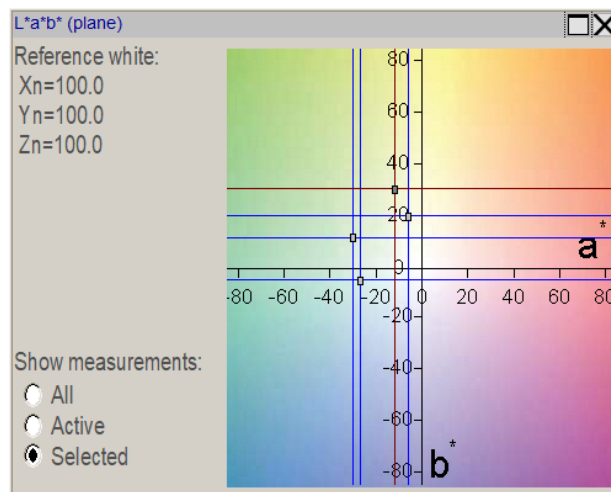 L*a*b* (plane)
Reference white:
Xn=100.0
Yn=100.0
Zn=100.0
80
60
40
20
0
a*
-80 -60 -40 -20 0 20 40 60 80
-20
-40
-60
-80
b*
Show measurements:
All
Active
Selected